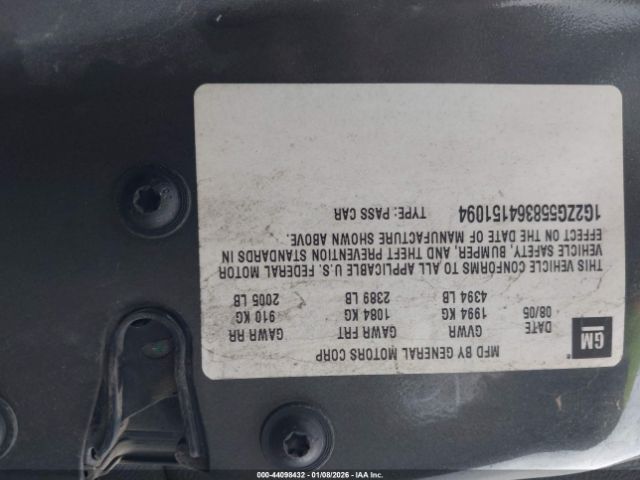 MFD BY GENERAL MOTORS CORP
GM
DATE GVWR GAWR FRT GAWR RR
08/05 1994 KG 1084 KG 910 KG
4394 LB 2389 LB 2005 LB
THIS VEHICLE CONFORMS TO ALL APPLICABLE U.S. FEDERAL MOTOR
VEHICLE SAFETY, BUMPER, AND THEFT PREVENTION STANDARDS IN
EFFECT ON THE DATE OF MANUFACTURE SHOWN ABOVE.
1G2ZG558364151094 TYPE: PASS CAR
000-44098432 - 01/08/2026 - © IAA Holdings, LLC